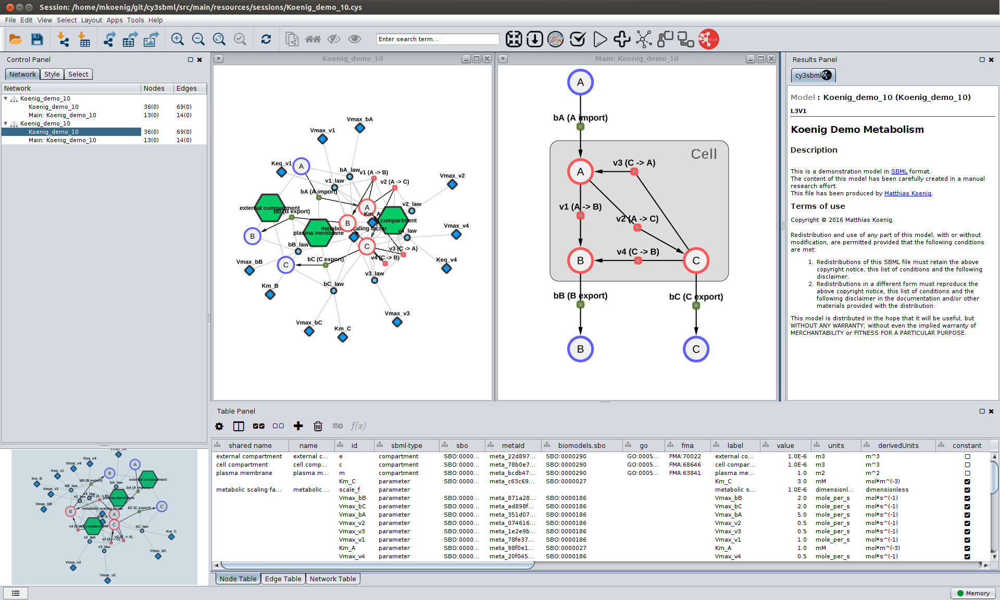 Session: /home/mkoenig/git/cy3sbml/src/main/resources/sessions/Koenig_demo_10.cys
File Edit View Select Layout Apps Tools Help
Enter search term...
FLUX
Control Panel
Network Style Select
Network Nodes Edges
Koenig_demo_10
Koenig_demo_10 36(0) 69(0)
Main: Koenig_demo_10 13(0) 14(0)
Koenig_demo_10
Koenig_demo_10 36(0) 69(0)
Main: Koenig_demo_10 13(0) 14(0)
Koenig_demo_10
Vmax_bA
Vmax_v1
Keq_v1
A
bA_law
v1 (A -> B)
v1_law
v2 (A -> C)
Vmax_v2
bA (A import)
v2_law
external compartment
bB (B export)
A
Km_A
compartment
B
metabo
scaling factor
plasma membrane
v4_law
Vmax_v4
B
bB_law
C
v3 (C -> A)
v4 (C -> B)
bC (C export)
Keq_v4
Vmax_bB
C
v3_law
Km_B
bC_law
Vmax_v3
Vmax_bC
Km_C
Main: Koenig_demo_10
A
bA (A import)
Cell
A
v3 (C -> A)
v1 (A -> B)
v2 (A -> C)
v4 (C -> B)
B
C
bB (B export)
bC (C export)
B
C
Results Panel
cy3sbml
Model : Koenig_demo_10 (Koenig_demo_10)
L3V1
Koenig Demo Metabolism
Description
This is a demonstration model in SBML format.
The content of this model has been carefully created in a manual
research effort.
This file has been produced by Matthias Koenig.
Terms of use
Copyright © 2016 Matthias Koenig.
Redistribution and use of any part of this model, with or without
modification, are permitted provided that the following conditions
are met:
1. Redistributions of this SBML file must retain the above
copyright notice, this list of conditions and the following
disclaimer.
2. Redistributions in a different form must reproduce the
above copyright notice, this list of conditions and the
following disclaimer in the documentation and/or other
materials provided with the distribution.
This model is distributed in the hope that it will be useful, but
WITHOUT ANY WARRANTY; without even the implied warranty of
MERCHANTABILITY or FITNESS FOR A PARTICULAR PURPOSE.
Table Panel
f(x)
shared name name id sbml-type sbo metaId biomodels.sbo go fma label value units derivedUnits constant
external compartment external c... e compartment SBO:0000... meta_22d897... SBO:0000290 GO:0005... FMA:70022 external co... 1.0E-6 m3 m^3
cell compartment cell comp... c compartment SBO:0000... meta_78b0e7... SBO:0000290 GO:0005... FMA:68646 cell compar... 1.0E-6 m3 m^3
plasma membrane plasma m... m compartment SBO:0000... meta_bcdb47... SBO:0000290 GO:0005... FMA:63841 plasma me... 1.0 m2 m^2
Km_C parameter SBO:0000... meta_c63c69... SBO:0000027 Km_C 3.0 mM mol*m^(-3)
metabolic scaling fa... metabolic ... scale_f parameter metabolic s... 1.0E-6 dimensionl... dimensionless
Vmax_bB parameter SBO:0000... meta_871a28... SBO:0000186 Vmax_bB 2.0 mole_per_s mol*s^(-1)
Vmax_bC parameter SBO:0000... meta_ad898f... SBO:0000186 Vmax_bC 2.0 mole_per_s mol*s^(-1)
Vmax_bA parameter SBO:0000... meta_351d07... SBO:0000186 Vmax_bA 5.0 mole_per_s mol*s^(-1)
Vmax_v2 parameter SBO:0000... meta_074616... SBO:0000186 Vmax_v2 0.5 mole_per_s mol*s^(-1)
Vmax_v3 parameter SBO:0000... meta_1e2e9b... SBO:0000186 Vmax_v3 0.5 mole_per_s mol*s^(-1)
Vmax_v1 parameter SBO:0000... meta_78fe37... SBO:0000186 Vmax_v1 1.0 mole_per_s mol*s^(-1)
Km_A parameter SBO:0000... meta_98f0e1... SBO:0000027 Km_A 1.0 mM mol*m^(-3)
Vmax_v4 parameter SBO:0000... meta_20f045... SBO:0000186 Vmax_v4 0.5 mole_per_s mol*s^(-1)
Node Table Edge Table Network Table
Keq_v4
Vmax_v4
A
Keq_v1
B
Km_B
bB (B export)
external compartment
bB_law
bA_law
Vmax_v1
v4_law
v1_law
plasma membrane
Vmax_bB
metabolic scaling factor
bC (C export)
C
B
A
Km_A
C
bC_law
Km_C
v2_law
v2 (A -> C)
v3 (C -> A)
v3_law
Vmax_bC
Vmax_v2
Vmax_v3
Memory